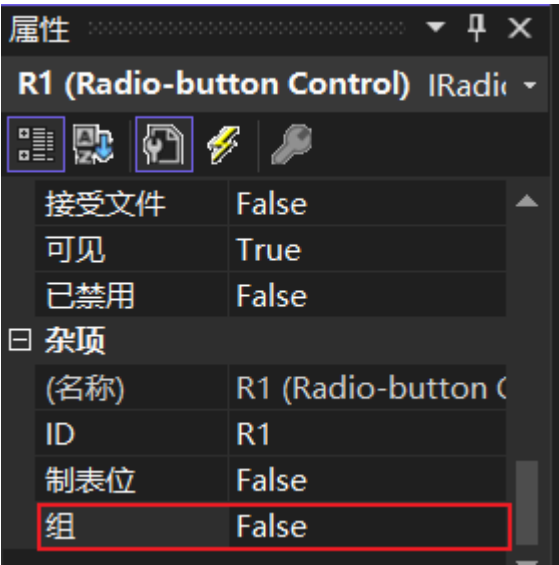 属性
R1 (Radio-button Control) IRadi
接受文件 False
可见 True
已禁用 False
杂项
(名称) R1 (Radio-button C
ID R1
制表位 False
组 False